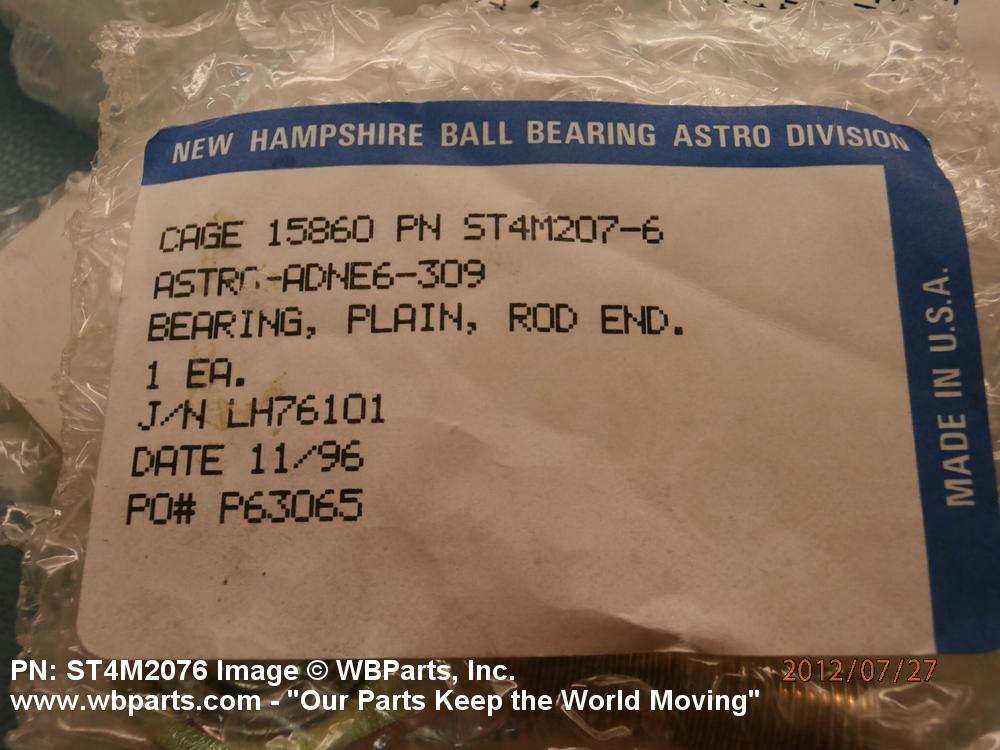 NEW HAMPSHIRE BALL BEARING ASTRO DIVISION
CAGE 15860 PN ST4M207-6
ASTRO-ADNE6-309
BEARING, PLAIN, ROD END.
1 EA.
J/N LH76101
DATE 11/96
PO# P63065
MADE IN U.S.A.
PN: ST4M2076 Image © WBParts, Inc.
2012/07/27
www.wbparts.com - "Our Parts Keep the World Moving"